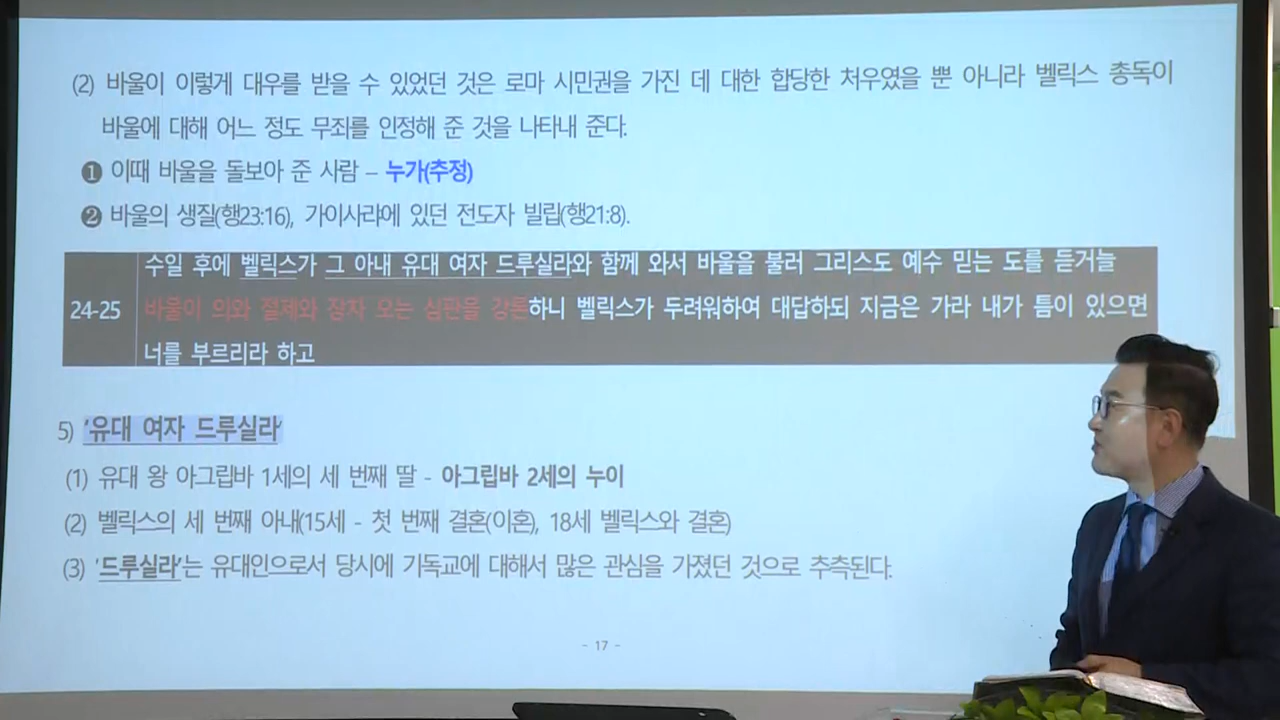 (2) 바울이 이렇게 대우를 받을 수 있었던 것은 로마 시민권을 가진 데 대한 합당한 처우였을 뿐 아니라 벨릭스 총독이
바울에 대해 어느 정도 무죄를 인정해 준 것을 나타내 준다.
❶ 이때 바울을 돌보아 준 사람 – 누가(추정)
❷ 바울의 생질(행23:16), 가이사랴에 있던 전도자 빌립(행21:8).
수일 후에 벨릭스가 그 아내 유대 여자 드루실라와 함께 와서 바울을 불러 그리스도 예수 믿는 도를 듣거늘
24-25 바울이 의와 절제와 장차 오는 심판을 강론하니 벨릭스가 두려워하여 대답하되 지금은 가라 내가 틈이 있으면
너를 부르리라 하고
5) '유대 여자 드루실라'
(1) 유대 왕 아그립바 1세의 세 번째 딸 - 아그립바 2세의 누이
(2) 벨릭스의 세 번째 아내(15세 - 첫 번째 결혼(이혼), 18세 벨릭스와 결혼)
(3) '드루실라'는 유대인으로서 당시에 기독교에 대해서 많은 관심을 가졌던 것으로 추측된다.
- 17 -